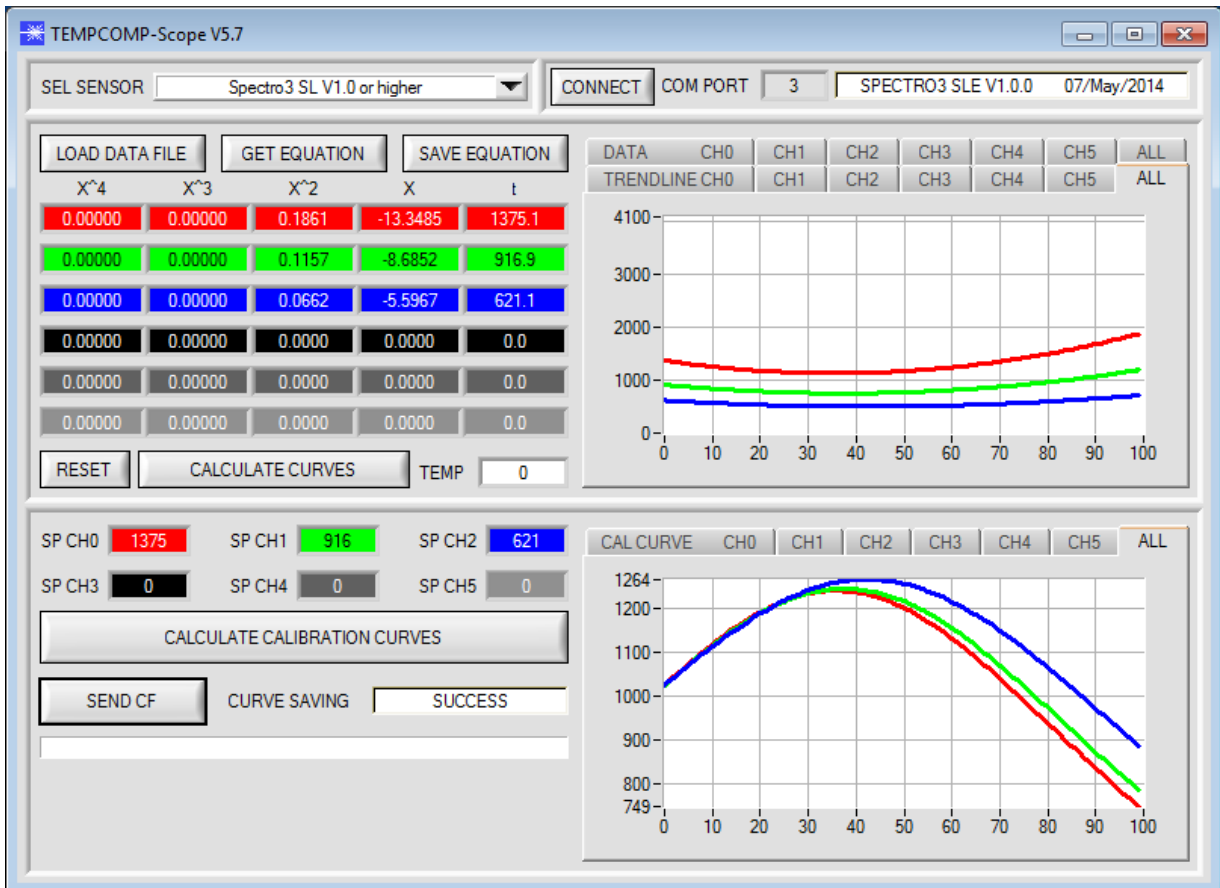 TEMPCOMP-Scope V5.7
SEL SENSOR Spectro3 SL V1.0 or higher CONNECT COM PORT 3 SPECTRO3 SLE V1.0.0 07/May/2014
LOAD DATA FILE GET EQUATION SAVE EQUATION
X^4 X^3 X^2 X t
0.00000 0.00000 0.1861 -13.3485 1375.1
0.00000 0.00000 0.1157 -8.6852 916.9
0.00000 0.00000 0.0662 -5.5967 621.1
0.00000 0.00000 0.0000 0.0000 0.0
0.00000 0.00000 0.0000 0.0000 0.0
0.00000 0.00000 0.0000 0.0000 0.0
RESET CALCULATE CURVES TEMP 0
DATA CH0 CH1 CH2 CH3 CH4 CH5 ALL
TRENDLINE CH0 CH1 CH2 CH3 CH4 CH5 ALL
4100
3000
2000
1000
0
0 10 20 30 40 50 60 70 80 90 100
SP CH0 1375 SP CH1 916 SP CH2 621
SP CH3 0 SP CH4 0 SP CH5 0
CALCULATE CALIBRATION CURVES
SEND CF CURVE SAVING SUCCESS
CAL CURVE CH0 CH1 CH2 CH3 CH4 CH5 ALL
1264
1200
1100
1000
900
800
749
0 10 20 30 40 50 60 70 80 90 100